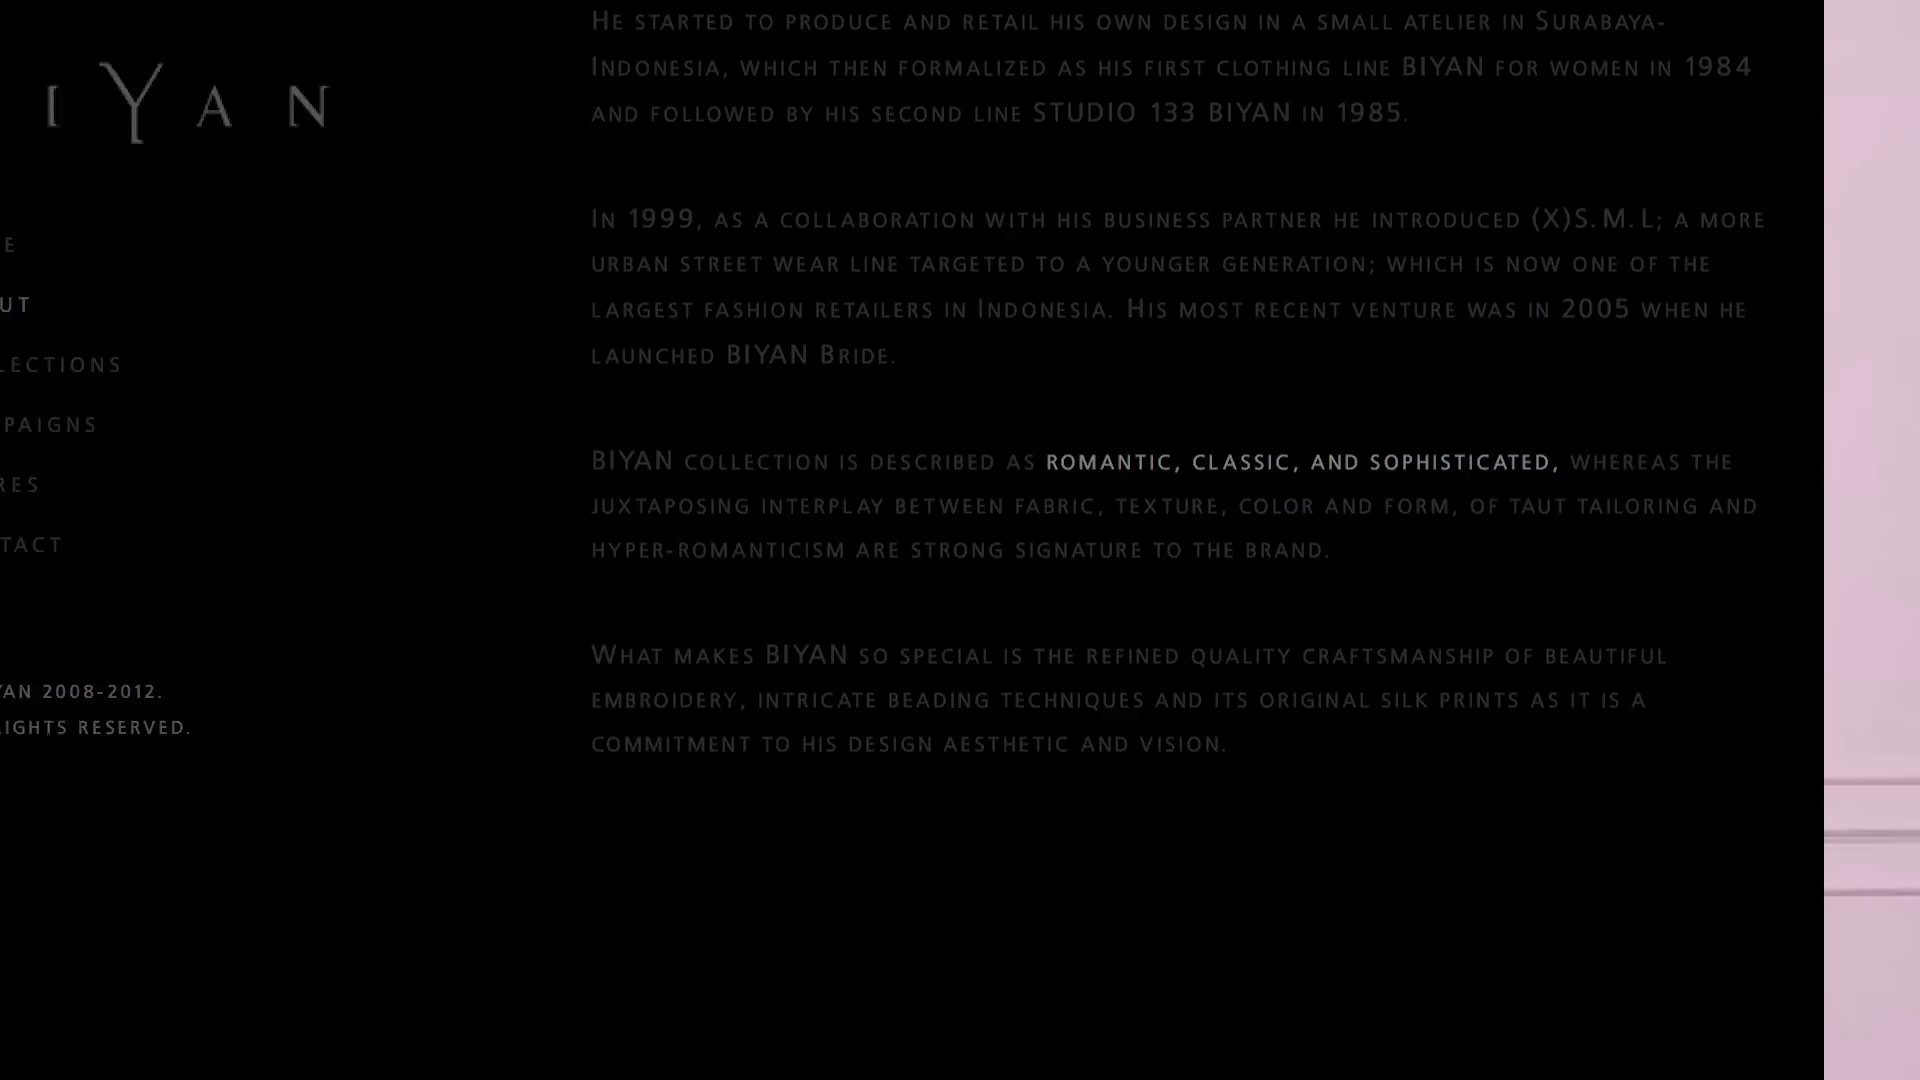 He started to produce and retail his own design in a small atelier in Surabaya-
Indonesia, which then formalized as his first clothing line BIYAN for women in 1984
and followed by his second line STUDIO 133 BIYAN in 1985.
IYAN
In 1999, as a collaboration with his business partner he introduced (X)S.M.L; a more
urban street wear line targeted to a younger generation; which is now one of the
largest fashion retailers in Indonesia. His most recent venture was in 2005 when he
launched BIYAN Bride.
E
UT
LECTIONS
PAIGNS
RES
TACT
BIYAN collection is described as romantic, classic, and sophisticated, whereas the
juxtaposing interplay between fabric, texture, color and form, of taut tailoring and
hyper-romanticism are strong signature to the brand.
What makes BIYAN so special is the refined quality craftsmanship of beautiful
embroidery, intricate beading techniques and its original silk prints as it is a
commitment to his design aesthetic and vision.
YAN 2008-2012.
IGHTS RESERVED.